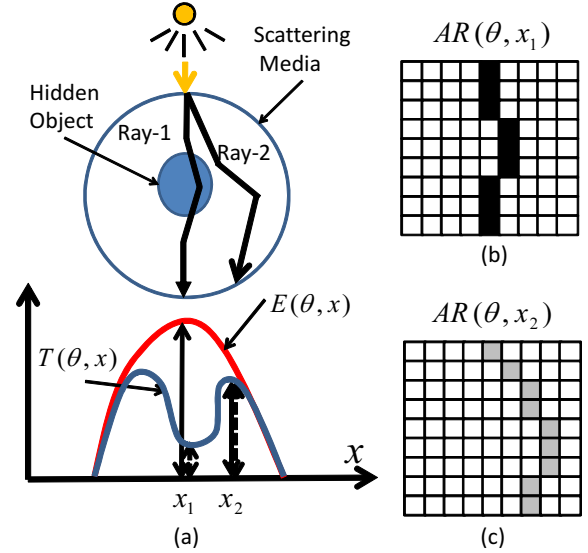 Scattering
Media
Hidden
Object
Ray-1
Ray-2
E(θ,x)
T(θ,x)
x
x₁
x₂
(a)
AR(θ,x₁)
(b)
AR(θ,x₂)
(c)